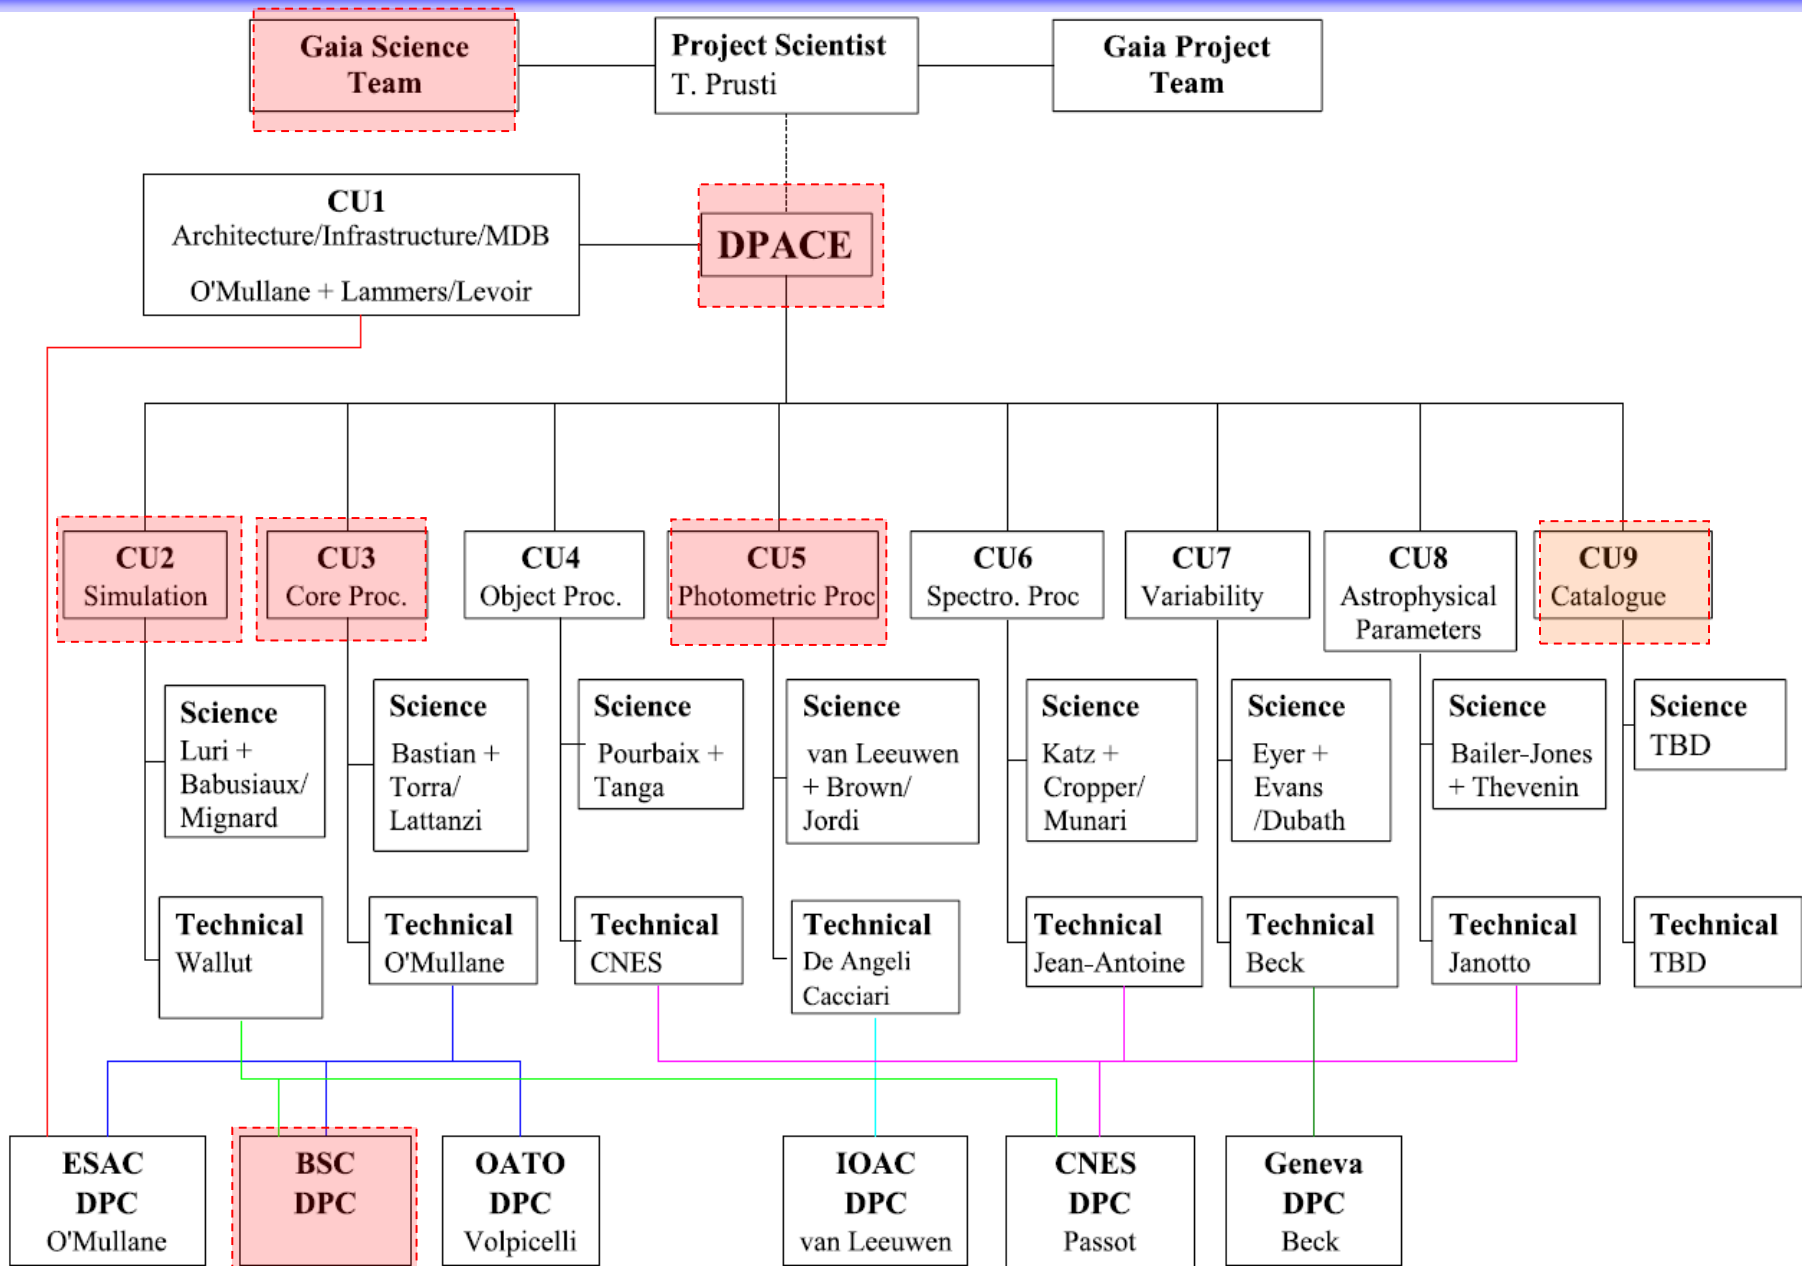 Gaia Science
Team
Project Scientist
T. Prusti
Gaia Project
Team
CU1
Architecture/Infrastructure/MDB
O'Mullane + Lammers/Levoir
DPACE
CU2
Simulation
CU3
Core Proc.
CU4
Object Proc.
CU5
Photometric Proc
CU6
Spectro. Proc
CU7
Variability
CU8
Astrophysical
Parameters
CU9
Catalogue
Science
Luri +
Babusiaux/
Mignard
Science
Bastian +
Torra/
Lattanzi
Science
Pourbaix +
Tanga
Science
van Leeuwen
+ Brown/
Jordi
Science
Katz +
Cropper/
Munari
Science
Eyer +
Evans
/Dubath
Science
Bailer-Jones
+ Thevenin
Science
TBD
Technical
Wallut
Technical
O'Mullane
Technical
CNES
Technical
De Angeli
Cacciari
Technical
Jean-Antoine
Technical
Beck
Technical
Janotto
Technical
TBD
ESAC
DPC
O'Mullane
BSC
DPC
OATO
DPC
Volpicelli
IOAC
DPC
van Leeuwen
CNES
DPC
Passot
Geneva
DPC
Beck